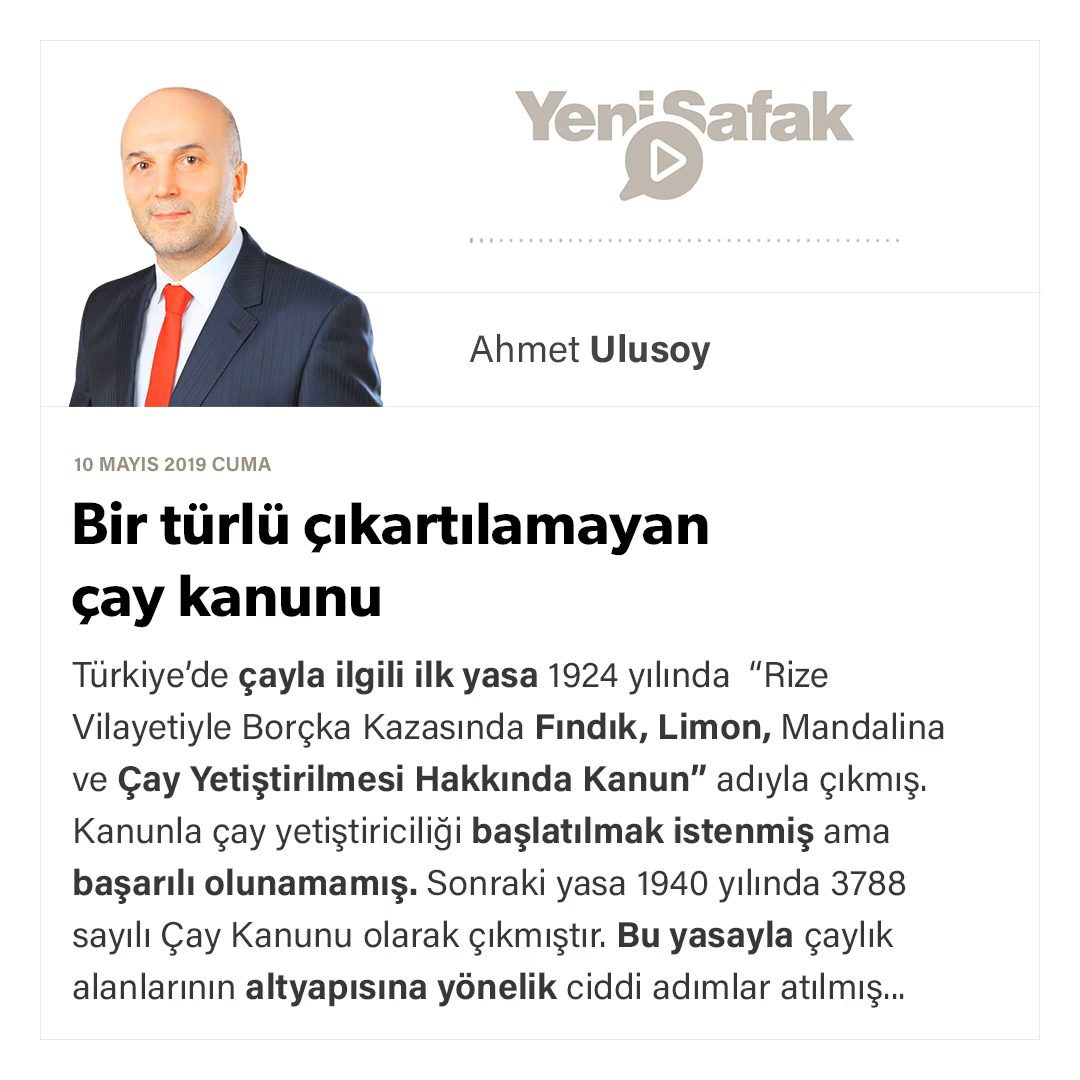 Yeni Safak
Ahmet Ulusoy
10 MAYIS 2019 CUMA
Bir türlü çıkartılamayan
çay kanunu
Türkiye’de çayla ilgili ilk yasa 1924 yılında “Rize
Vilayetiyle Borçka Kazasında Fındık, Limon, Mandalina
ve Çay Yetiştirilmesi Hakkında Kanun” adıyla çıkmış.
Kanunla çay yetiştiriciliği başlatılmak istenmiş ama
başarılı olunamamış. Sonraki yasa 1940 yılında 3788
sayılı Çay Kanunu olarak çıkmıştır. Bu yasayla çaylık
alanlarının altyapısına yönelik ciddi adımlar atılmış...